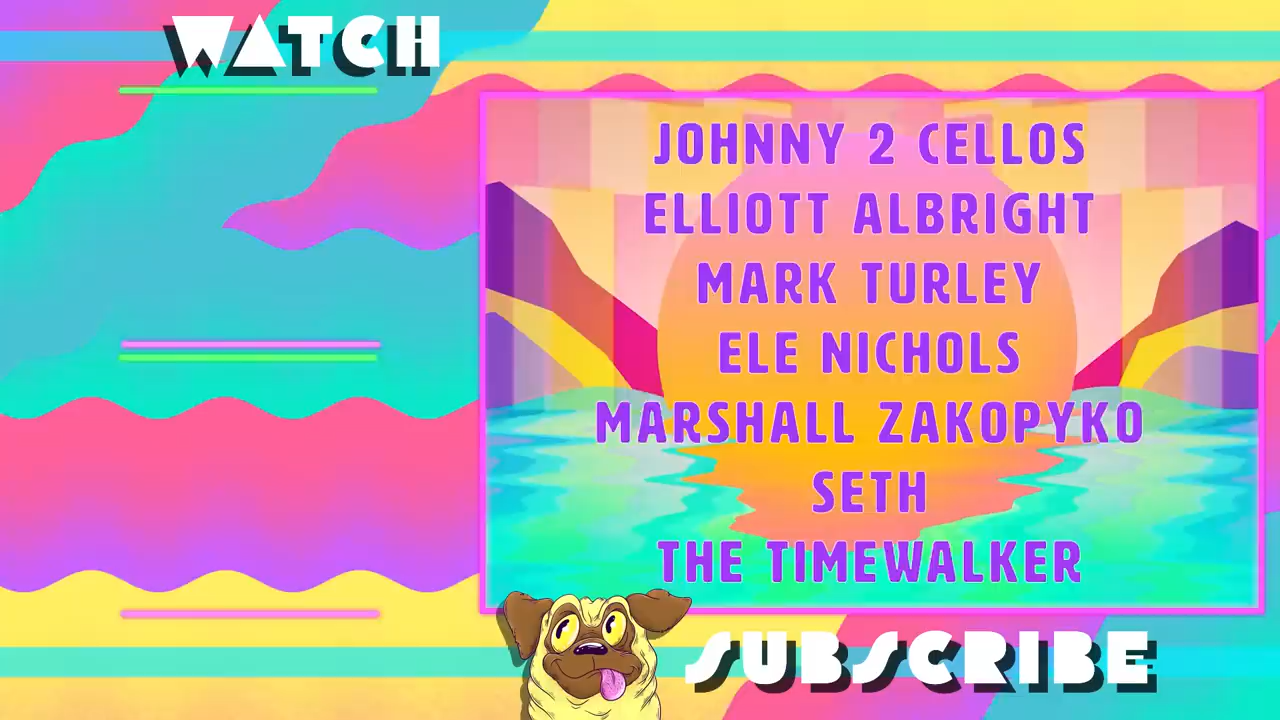 WATCH
JOHNNY 2 CELLOS
ELLIOTT ALBRIGHT
MARK TURLEY
ELE NICHOLS
MARSHALL ZAKOPYKO
SETH
THE TIMEWALKER
SUBSCRIBE